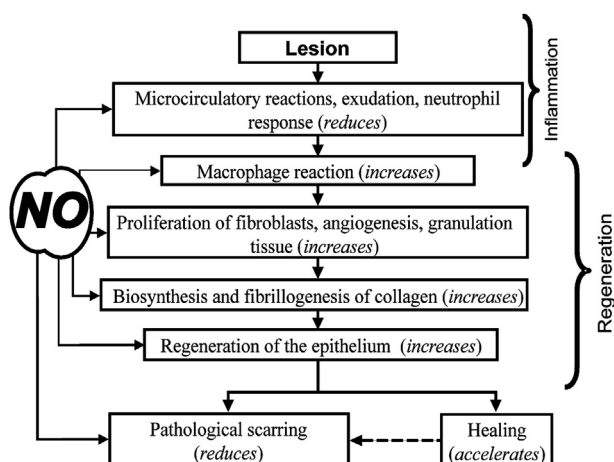 Lesion
Microcirculatory reactions, exudation, neutrophil
response (reduces)
Macrophage reaction (increases)
NO
Proliferation of fibroblasts, angiogenesis, granulation
tissue (increases)
Biosynthesis and fibrillogenesis of collagen (increases)
Regeneration of the epithelium (increases)
Pathological scarring
(reduces)
Healing
(accelerates)
Inflammation
Regeneration